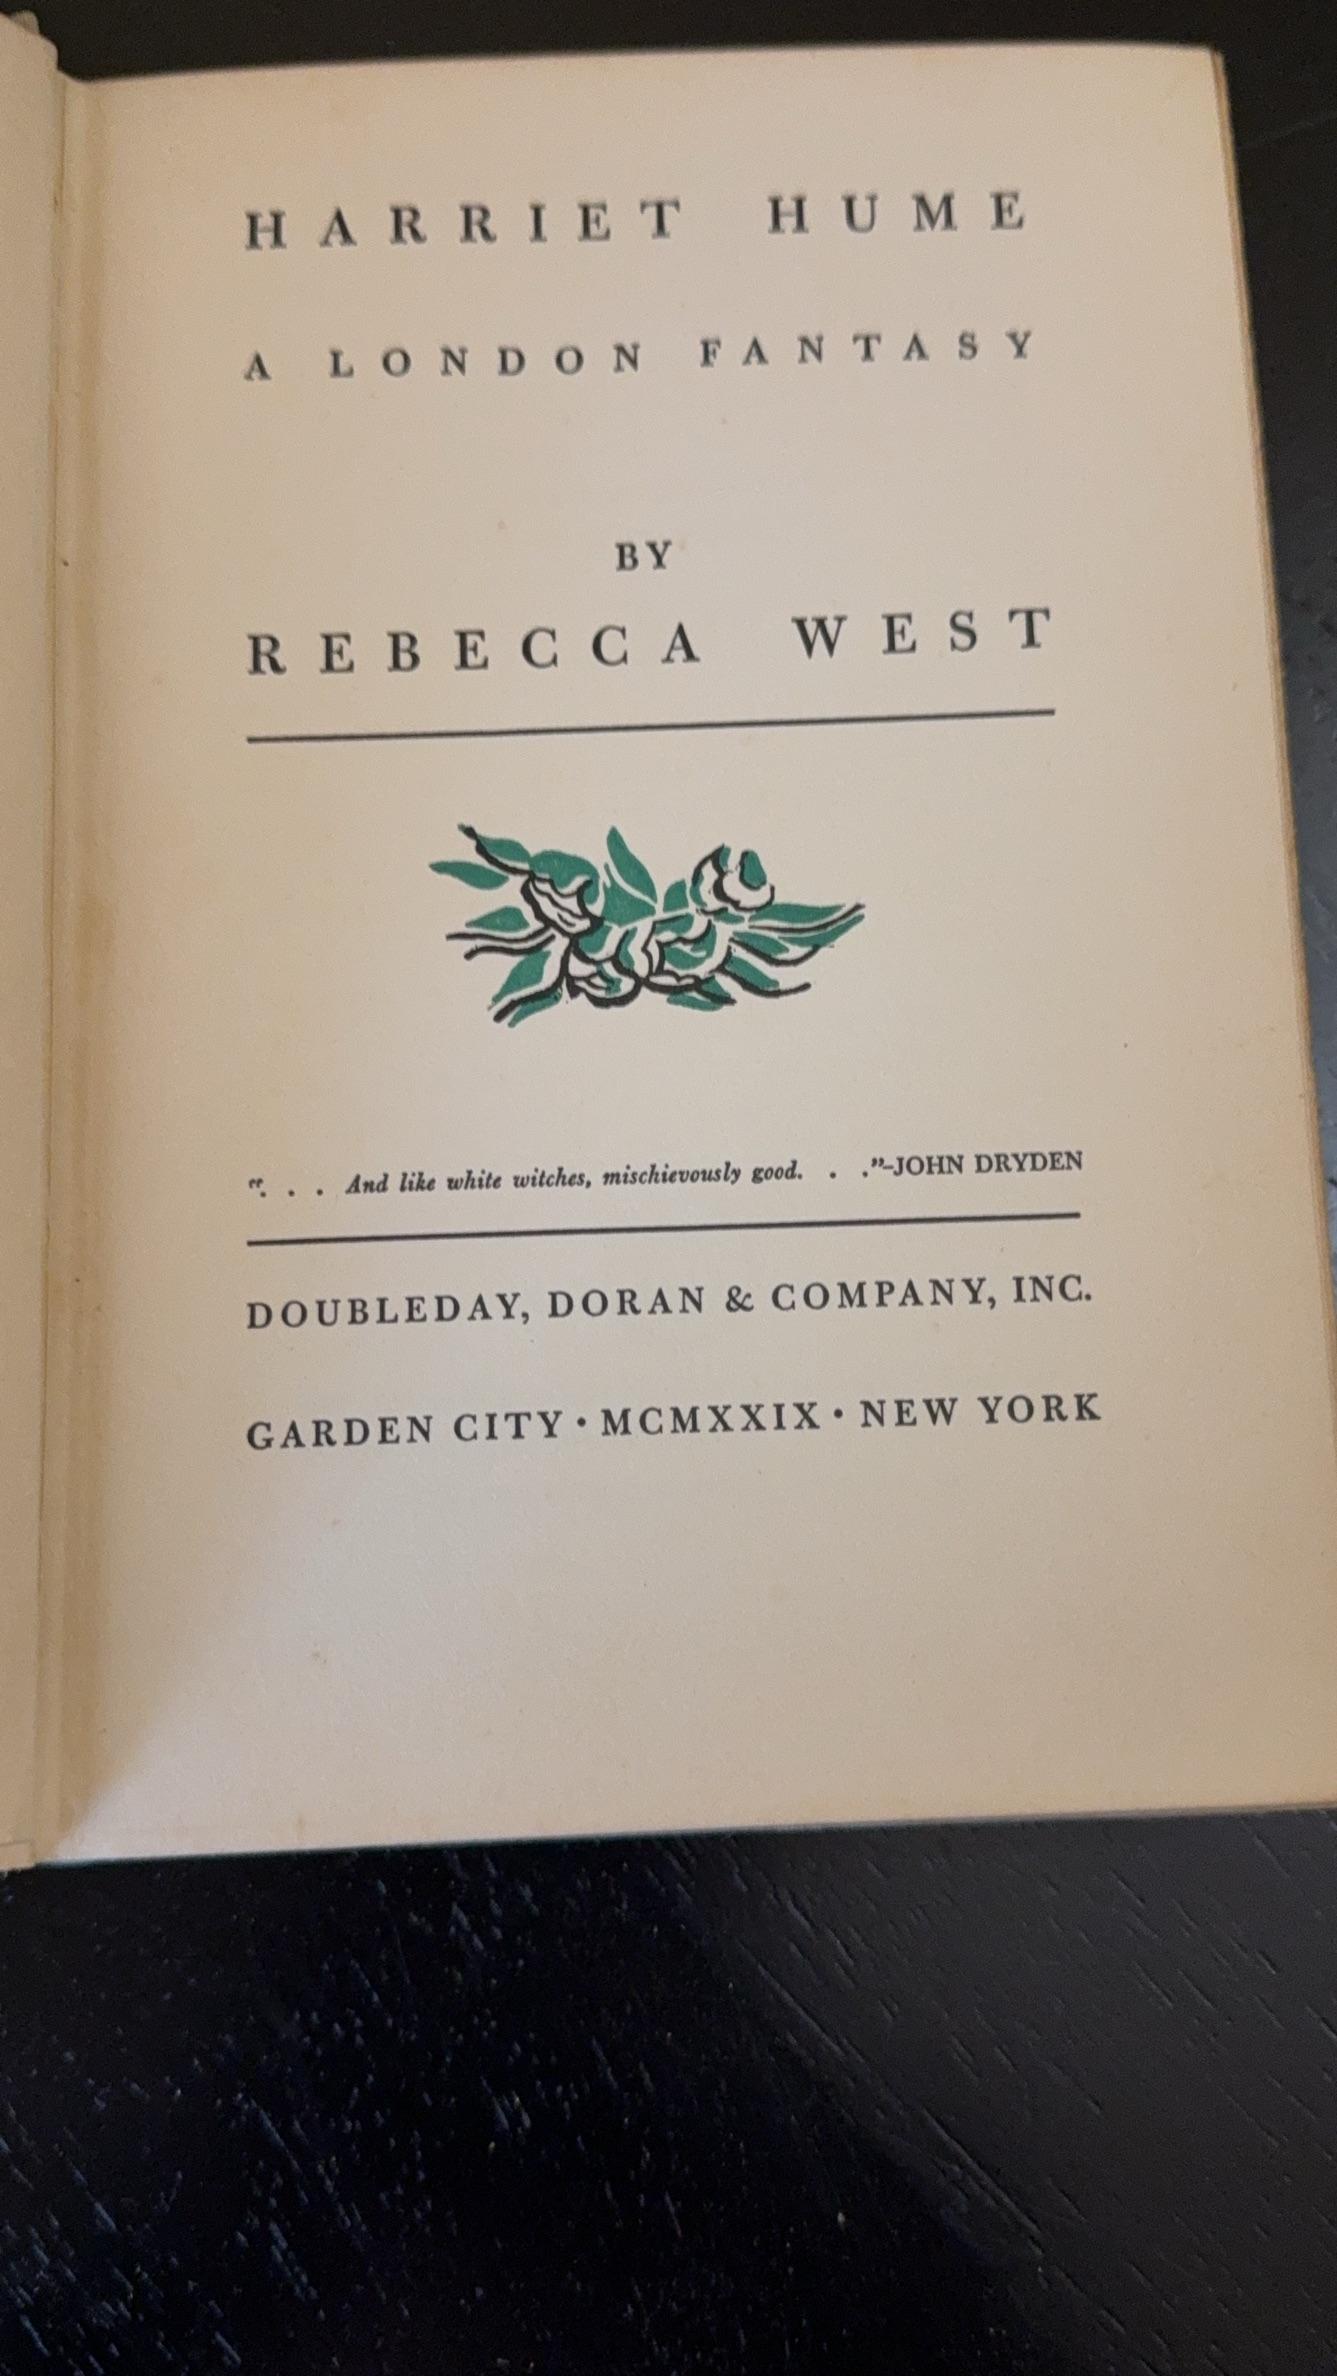 HARRIET HUME
A LONDON FANTASY
BY
REBECCA WEST
“. . . And like white witches, mischievously good. . .”–JOHN DRYDEN
DOUBLEDAY, DORAN & COMPANY, INC.
GARDEN CITY · MCMXXIX · NEW YORK